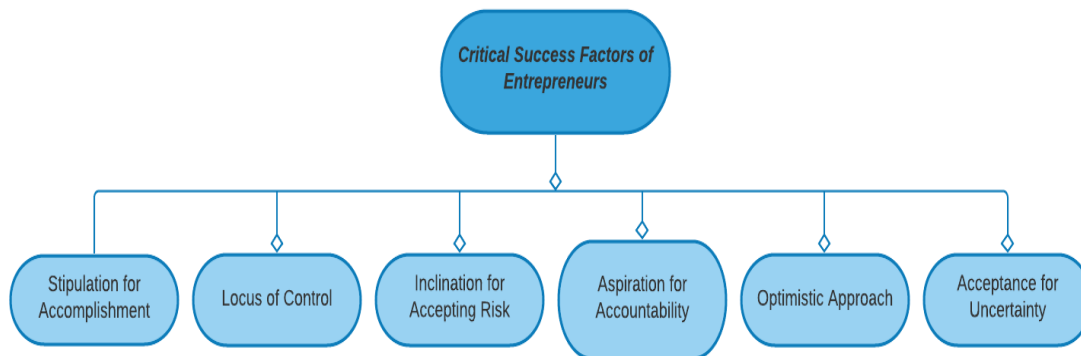 Critical Success Factors of
Entrepreneurs
Stipulation for
Accomplishment
Locus of Control
Inclination for
Accepting Risk
Aspiration for
Accountability
Optimistic Approach
Acceptance for
Uncertainty